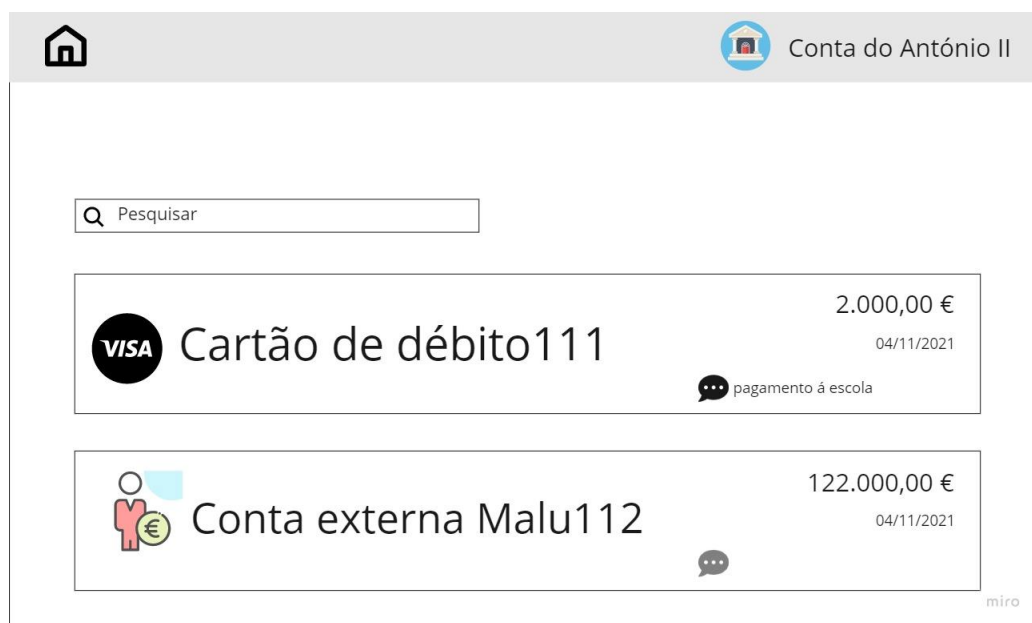 Conta do António II
Pesquisar
VISA
Cartão de débito111
2.000,00 €
04/11/2021
pagamento á escola
Conta externa Malu112
122.000,00 €
04/11/2021
€
miro